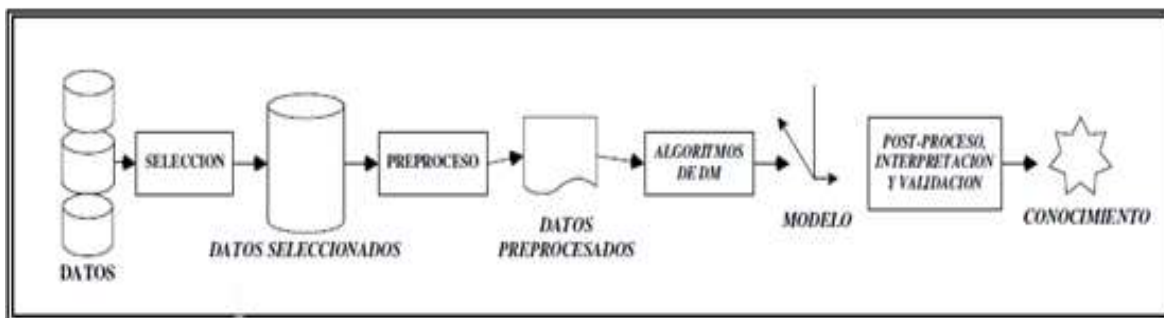 DATOS
SELECCION
DATOS SELECCIONADOS
PREPROCESO
DATOS
PREPROCESADOS
ALGORITMOS
DE DM
MODELO
POST-PROCESO,
INTERPRETACION
Y VALIDACION
CONOCIMIENTO